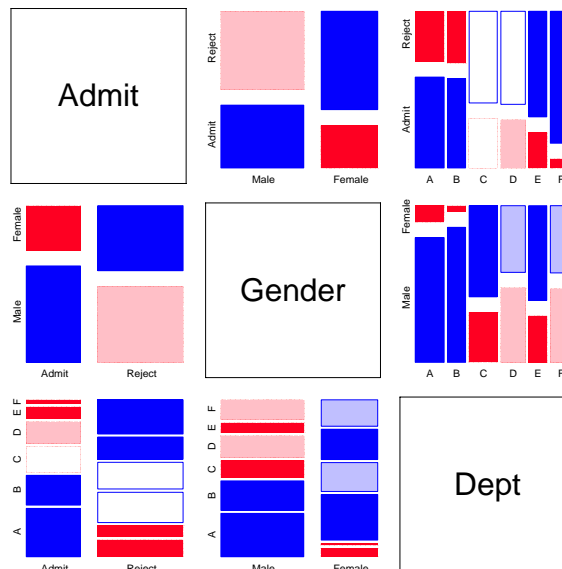 Admit
Reject
Admit
Male Female
Reject
Admit
A B C D E F
Female
Male
Admit Reject
Gender
Female
Male
A B C D E F
F
E
D
C
B
A
Admit Reject
F
E
D
C
B
A
Male Female
Dept